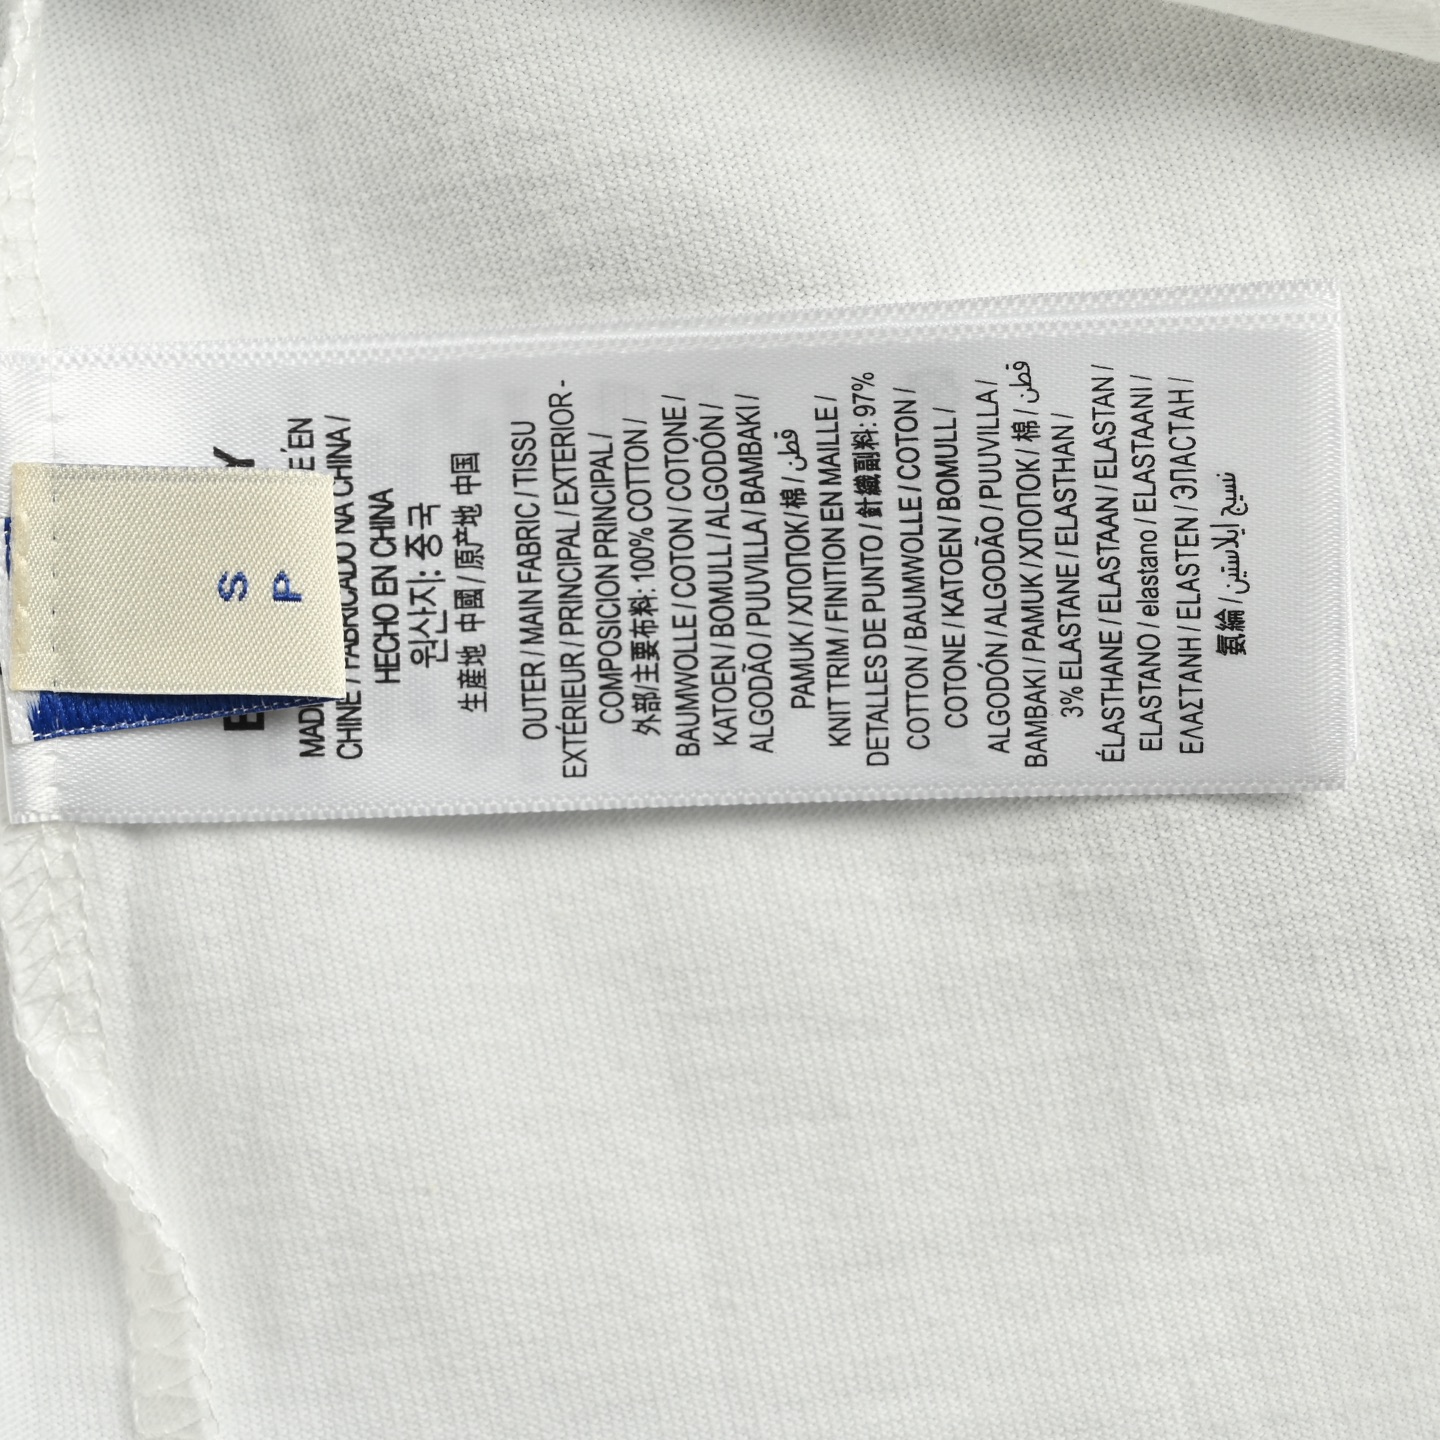 S
P
MADE
É EN
CHINE / FABRICADO NA CHINA /
HECHO EN CHINA
원산지: 중국
生産地 中國 / 原产地 中国
OUTER / MAIN FABRIC / TISSU
EXTÉRIEUR / PRINCIPAL / EXTERIOR -
COMPOSICION PRINCIPAL /
外部/主要布料: 100% COTTON /
BAUMWOLLE / COTON / COTONE /
KATOEN / BOMULL / ALGODÓN /
ALGODÃO / PUUVILLA / BAMBAKI /
PAMUK / ХЛОПОК / 棉 / قطن
KNIT TRIM / FINITION EN MAILLE /
DETALLES DE PUNTO / 針織副料: 97%
COTTON / BAUMWOLLE / COTON /
COTONE / KATOEN / BOMULL /
ALGODÓN / ALGODÃO / PUUVILLA /
BAMBAKI / PAMUK / ХЛОПОК / 棉 / قطن
3% ELASTANE / ELASTHAN /
ÉLASTHANE / ELASTAAN / ELASTAN /
ELASTANO / elastano / ELASTAANI /
ΕΛΑΣΤΑΝΗ / ELASTEN / ЭЛАСТАН /
氨綸 / نسيج إيلاستين